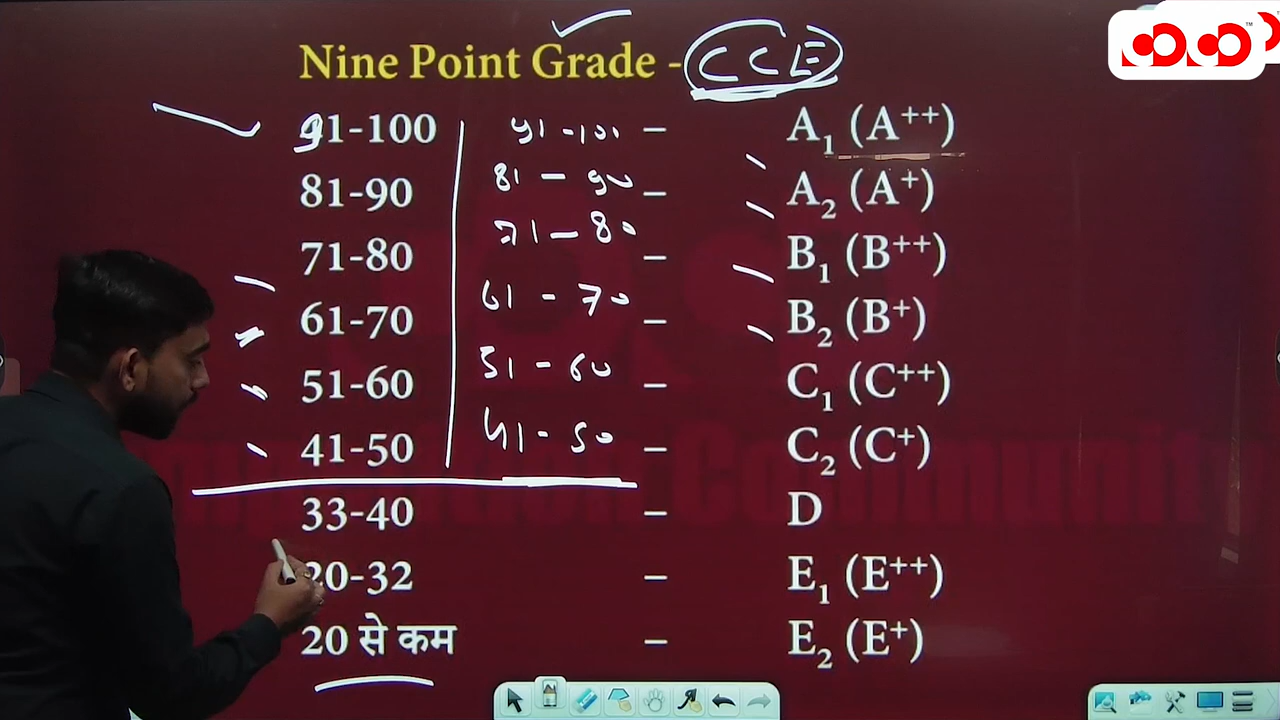 Nine Point Grade - CCE
91-100 91-100 – A₁ (A⁺⁺)
81-90 81-90 – A₂ (A⁺)
71-80 71-80 – B₁ (B⁺⁺)
61-70 61-70 – B₂ (B⁺)
51-60 51-60 – C₁ (C⁺⁺)
41-50 41-50 – C₂ (C⁺)
33-40 – D
20-32 – E₁ (E⁺⁺)
20 से कम – E₂ (E⁺)